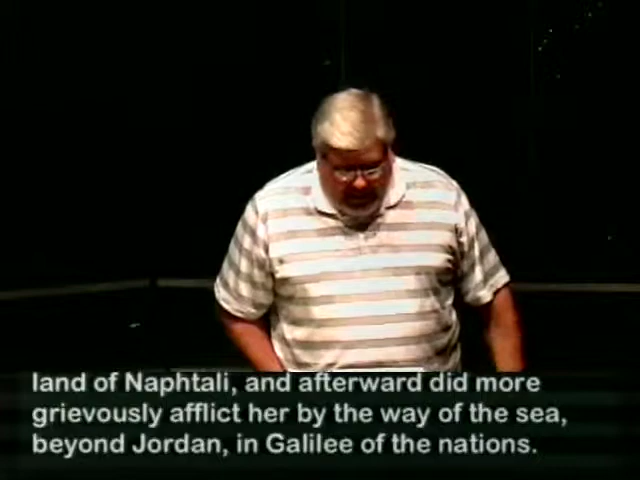 land of Naphtali, and afterward did more
grievously afflict her by the way of the sea,
beyond Jordan, in Galilee of the nations.